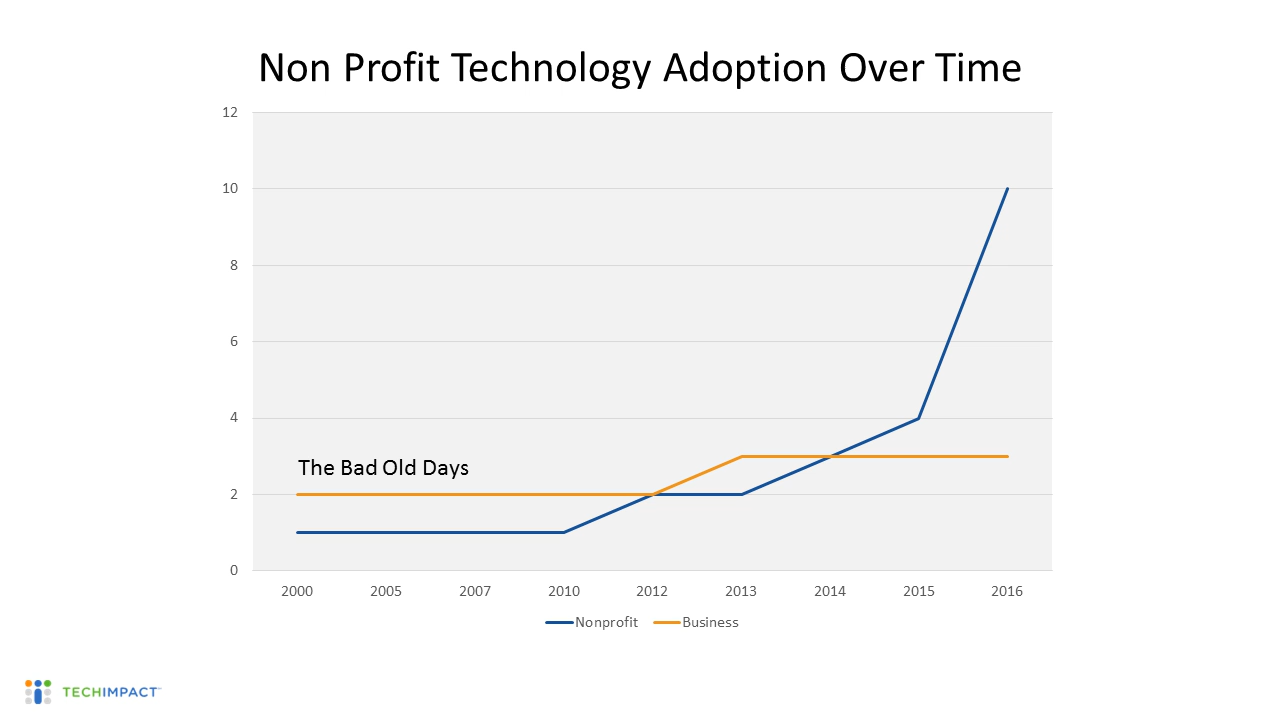 Non Profit Technology Adoption Over Time
12
10
8
6
4
2
0
The Bad Old Days
2000 2005 2007 2010 2012 2013 2014 2015 2016
Nonprofit Business
TECHIMPACT™